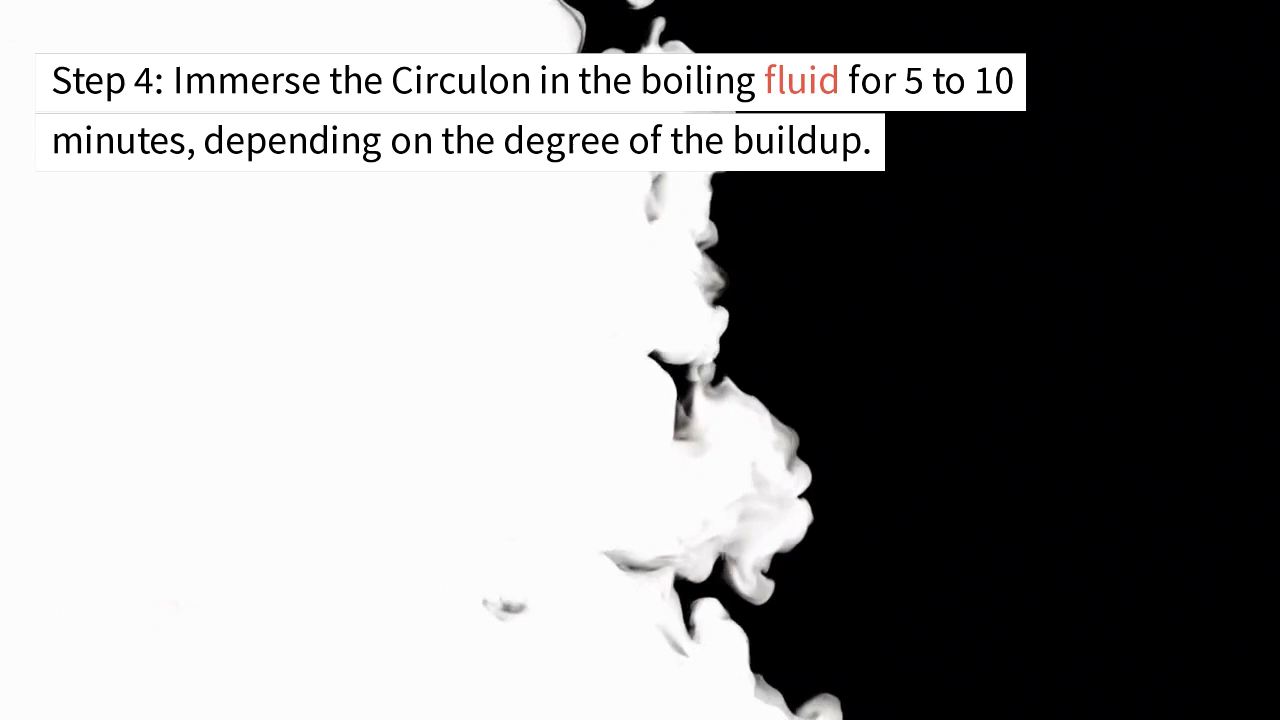 Step 4: Immerse the Circulon in the boiling fluid for 5 to 10
minutes, depending on the degree of the buildup.